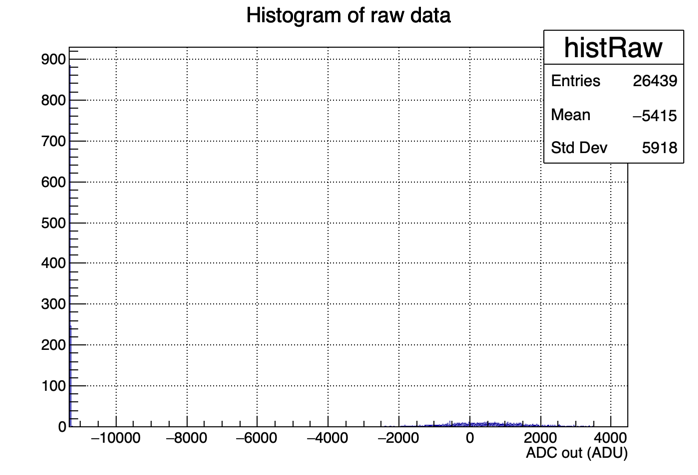 Histogram of raw data
histRaw
Entries 26439
Mean −5415
Std Dev 5918
900
800
700
600
500
400
300
200
100
0
−10000 −8000 −6000 −4000 −2000 0 2000 4000
ADC out (ADU)